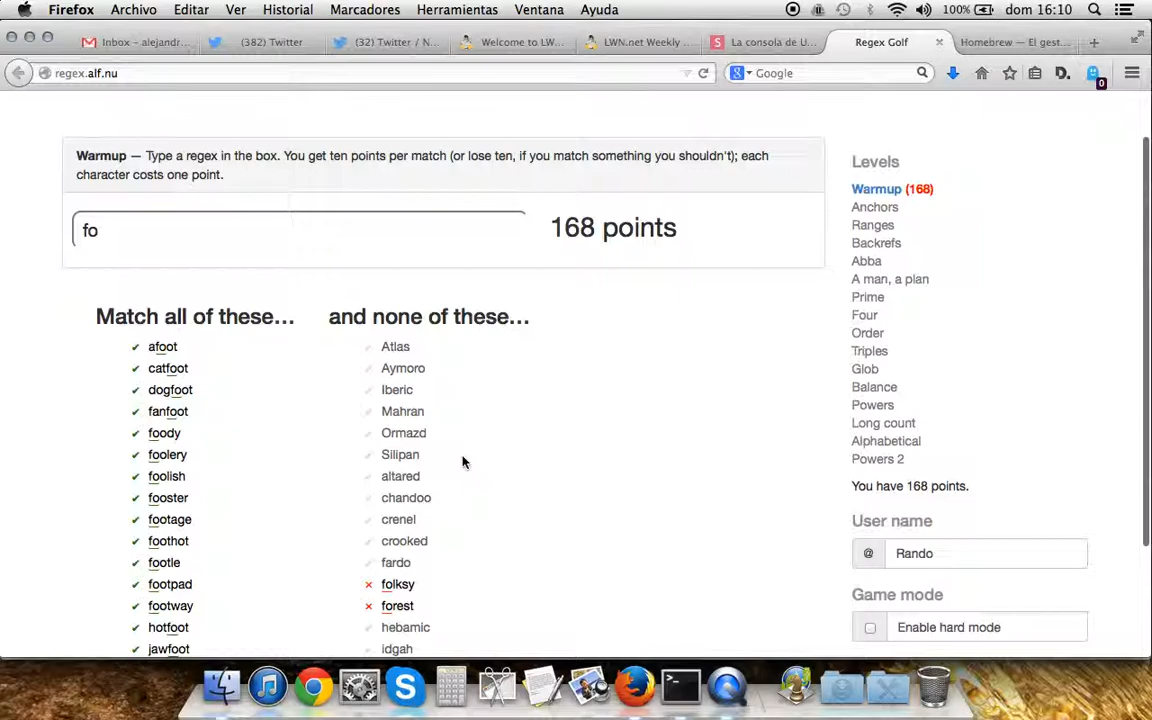 Firefox Archivo Editar Ver Historial Marcadores Herramientas Ventana Ayuda 100% dom 16:10
Inbox - alejandr... (382) Twitter (32) Twitter / N... Welcome to LW... LWN.net Weekly ... La consola de U... Regex Golf Homebrew — El gest...
regex.alf.nu Google D. 0
Warmup — Type a regex in the box. You get ten points per match (or lose ten, if you match something you shouldn't); each
character costs one point.
fo 168 points
Match all of these... and none of these...
afoot Atlas
catfoot Aymoro
dogfoot Iberic
fanfoot Mahran
foody Ormazd
foolery Silipan
foolish altared
fooster chandoo
footage crenel
foothot crooked
footle fardo
footpad folksy
footway forest
hotfoot hebamic
jawfoot idgah
Levels
Warmup (168)
Anchors
Ranges
Backrefs
Abba
A man, a plan
Prime
Four
Order
Triples
Glob
Balance
Powers
Long count
Alphabetical
Powers 2
You have 168 points.
User name
@ Rando
Game mode
Enable hard mode